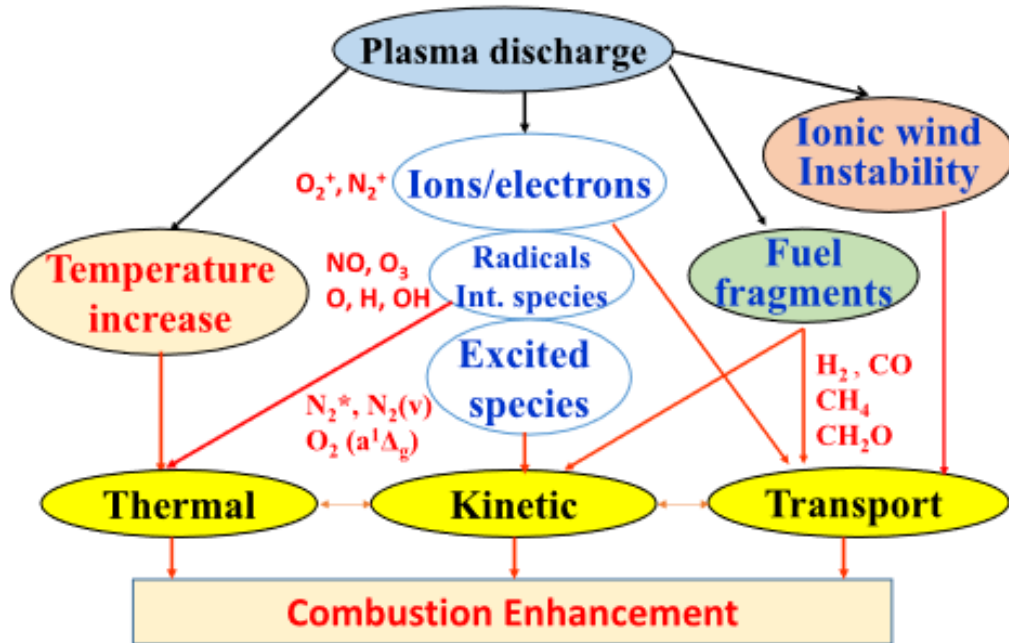 Plasma discharge
Ionic wind
Instability
O₂⁺, N₂⁺
Ions/electrons
Temperature
increase
NO, O₃
O, H, OH
Radicals
Int. species
Fuel
fragments
Excited
species
N₂*, N₂(v)
O₂ (a¹Δg)
H₂ , CO
CH₄
CH₂O
Thermal
Kinetic
Transport
Combustion Enhancement